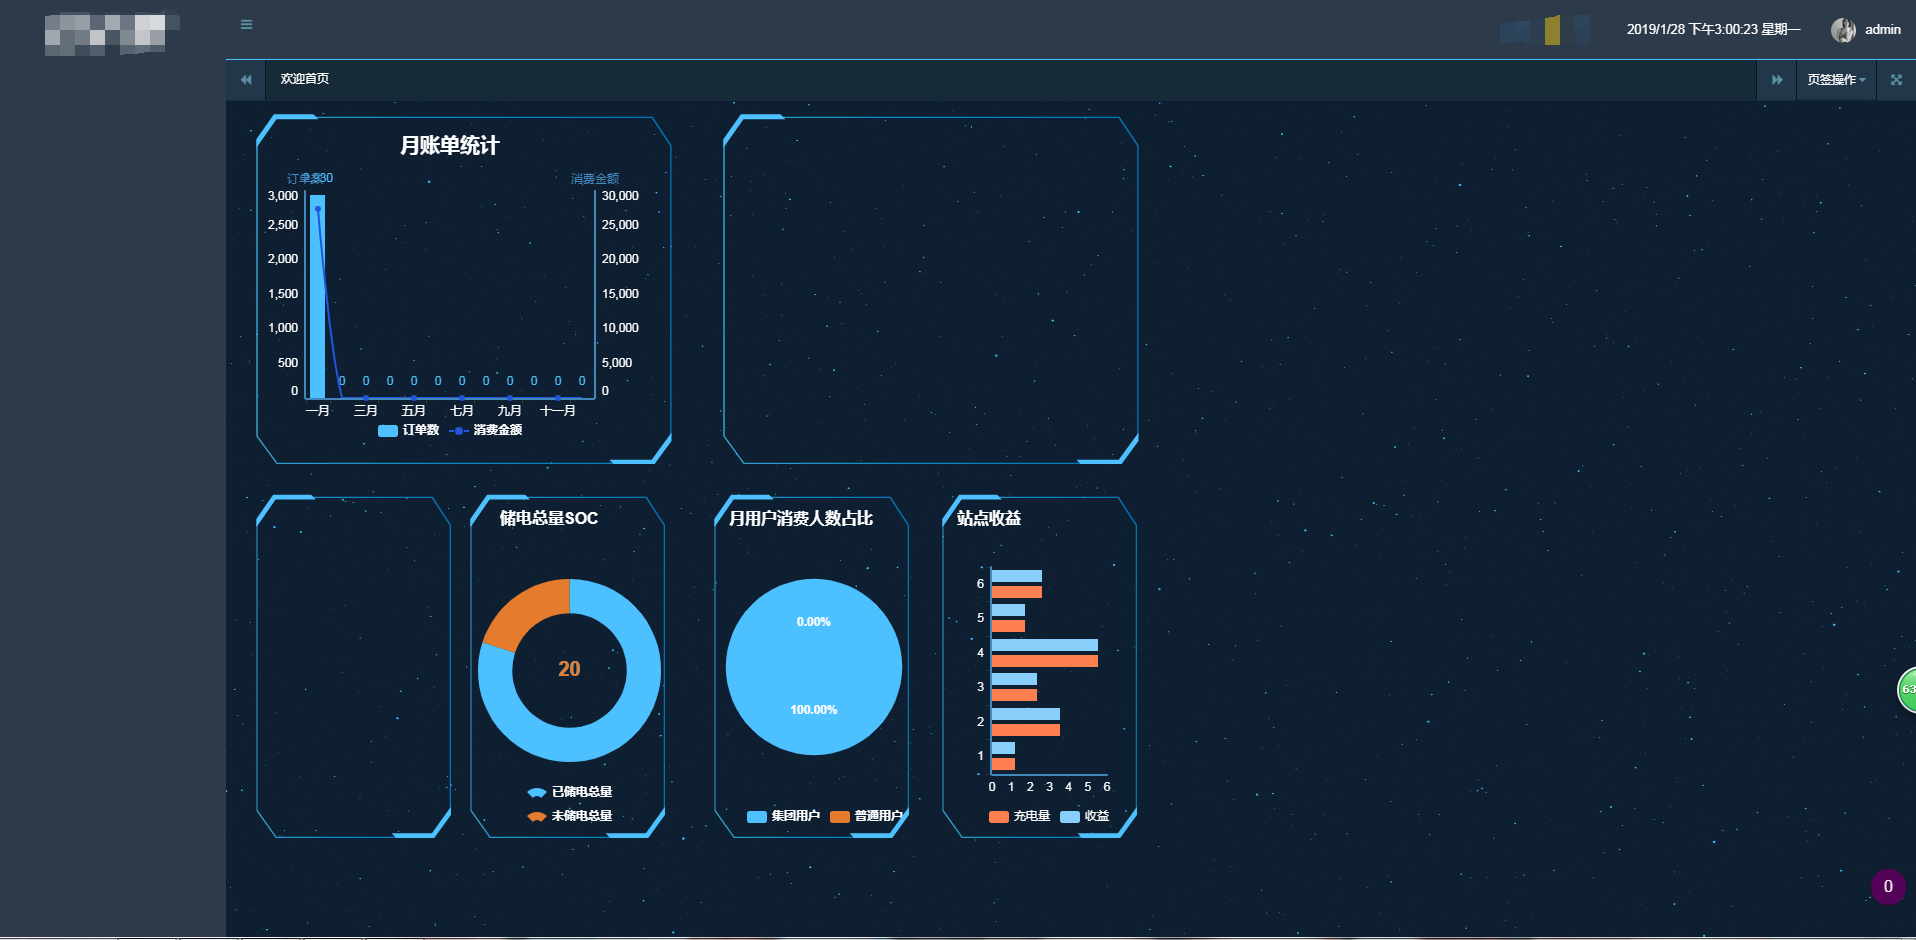 2019/1/28 下午3:00:23 星期一
admin
欢迎首页
页签操作
月账单统计
订单数
消费金额
3,000
2,500
2,000
1,500
1,000
500
0
30,000
25,000
20,000
15,000
10,000
5,000
0
0 0 0 0 0 0 0 0 0 0 0
一月 三月 五月 七月 九月 十一月
订单数 消费金额
储电总量SOC
20
已储电总量
未储电总量
月用户消费人数占比
0.00%
100.00%
集团用户 普通用户
站点收益
6
5
4
3
2
1
0 1 2 3 4 5 6
充电量 收益
63
0